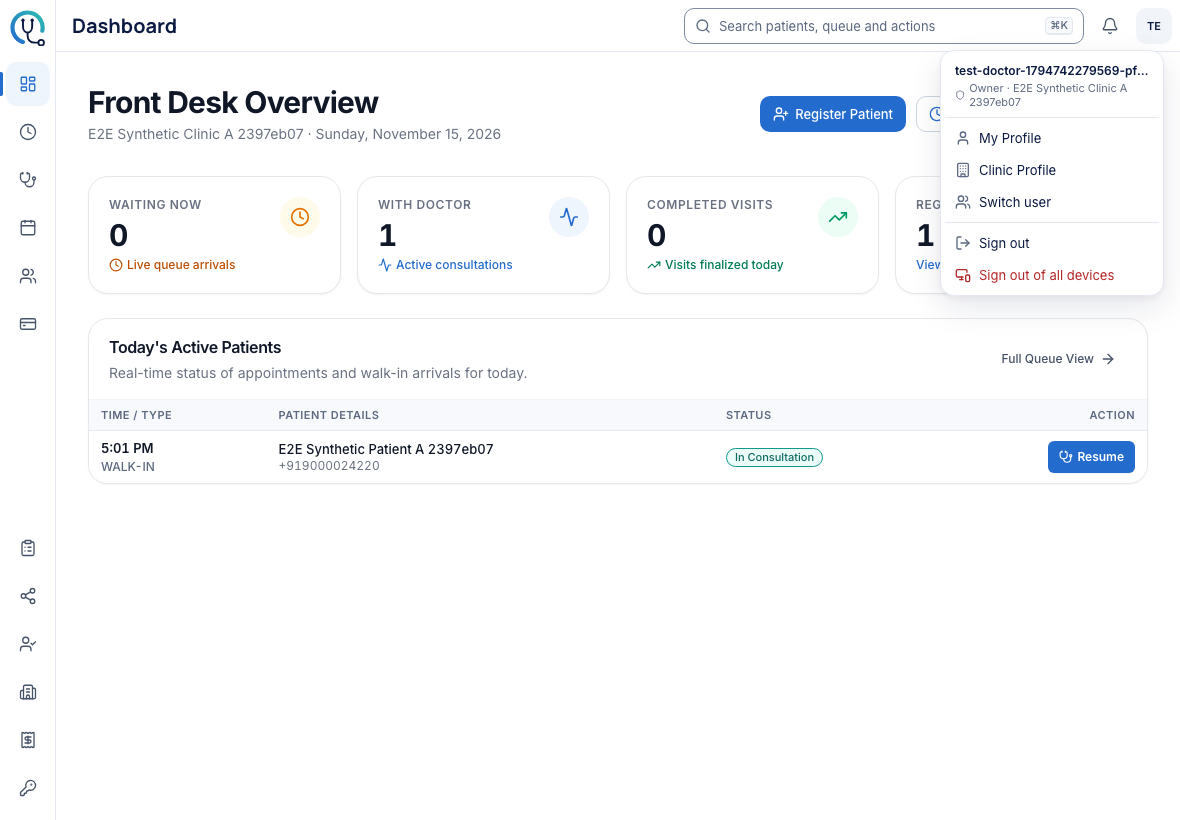 Dashboard
Search patients, queue and actions
⌘K
TE
test-doctor-1794742279569-pf...
Owner · E2E Synthetic Clinic A
2397eb07
My Profile
Clinic Profile
Switch user
Sign out
Sign out of all devices
Front Desk Overview
E2E Synthetic Clinic A 2397eb07 · Sunday, November 15, 2026
Register Patient
WAITING NOW
0
Live queue arrivals
WITH DOCTOR
1
Active consultations
COMPLETED VISITS
0
Visits finalized today
REG
1
View
Today's Active Patients
Real-time status of appointments and walk-in arrivals for today.
Full Queue View
TIME / TYPE PATIENT DETAILS STATUS ACTION
5:01 PM
WALK-IN
E2E Synthetic Patient A 2397eb07
+919000024220
In Consultation
Resume